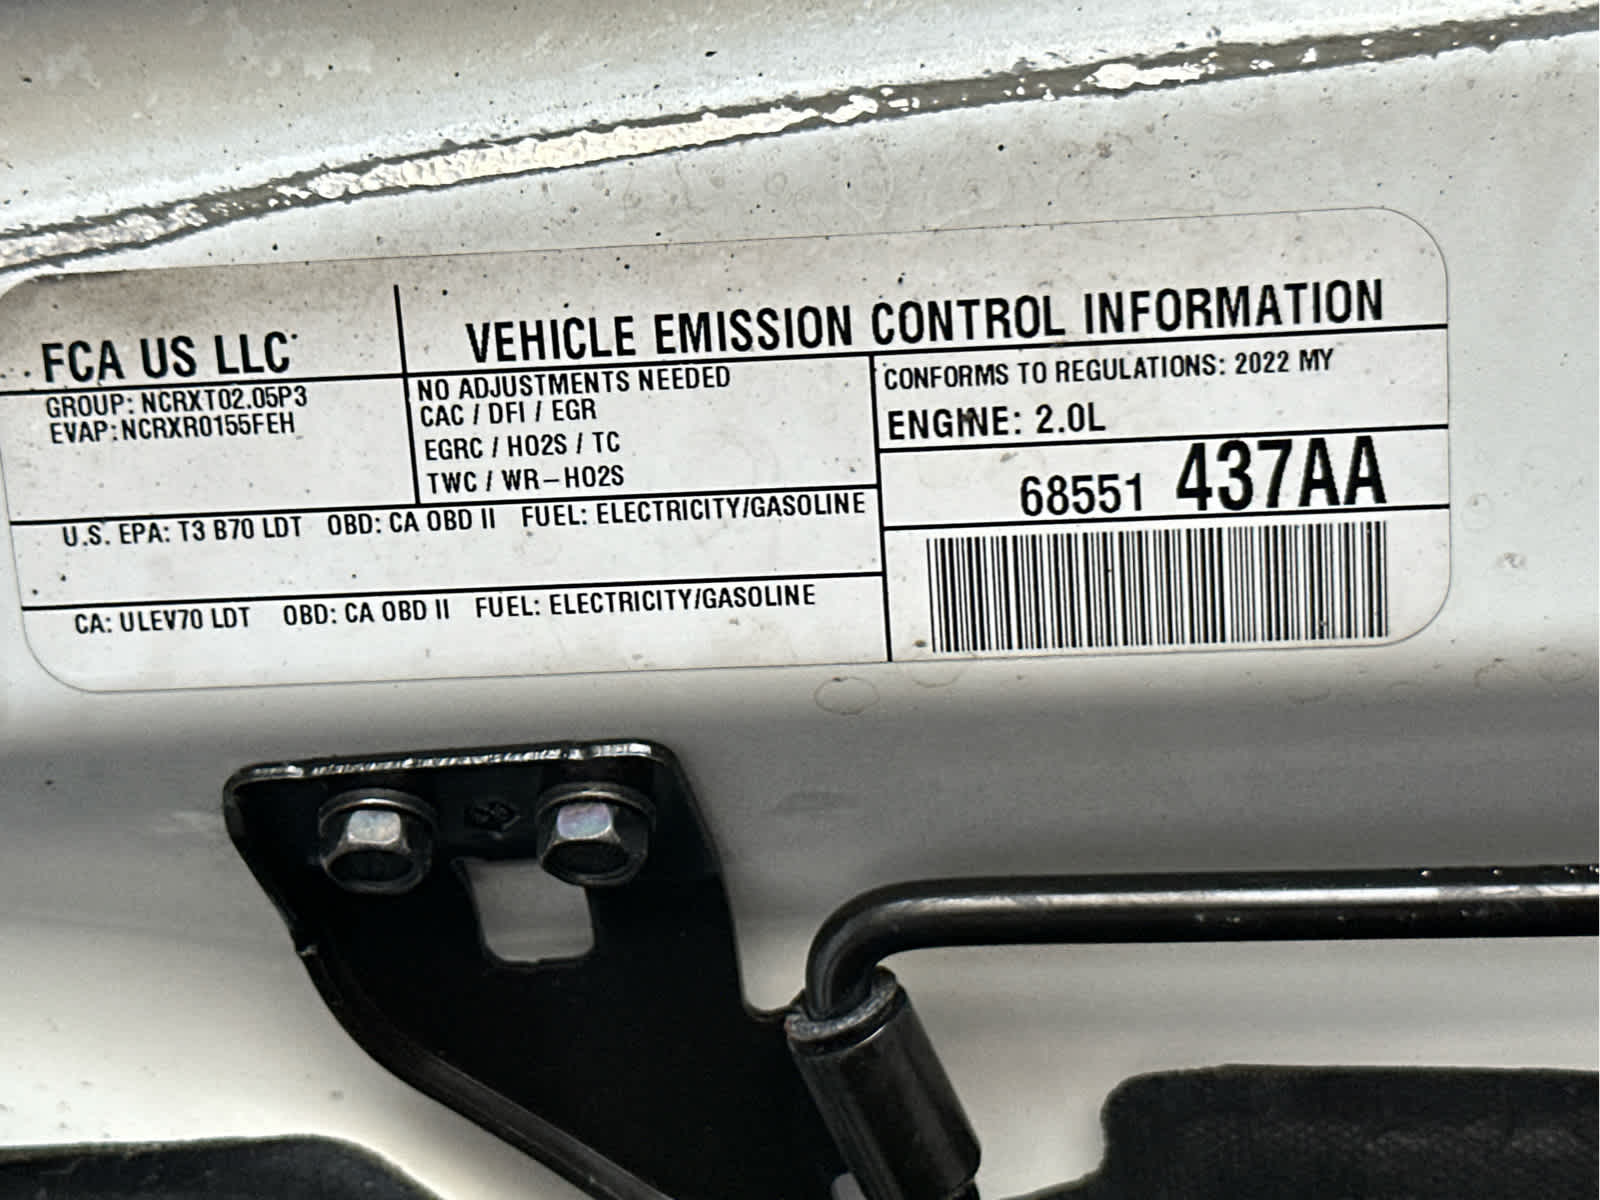 FCA US LLC
VEHICLE EMISSION CONTROL INFORMATION
GROUP: NCRXT02.05P3
EVAP: NCRXR0155FEH
NO ADJUSTMENTS NEEDED
CAC / DFI / EGR
EGRC / HO2S / TC
TWC / WR-HO2S
CONFORMS TO REGULATIONS: 2022 MY
ENGINE: 2.0L
68551 437AA
U.S. EPA: T3 B70 LDT OBD: CA OBD II FUEL: ELECTRICITY/GASOLINE
CA: ULEV70 LDT OBD: CA OBD II FUEL: ELECTRICITY/GASOLINE